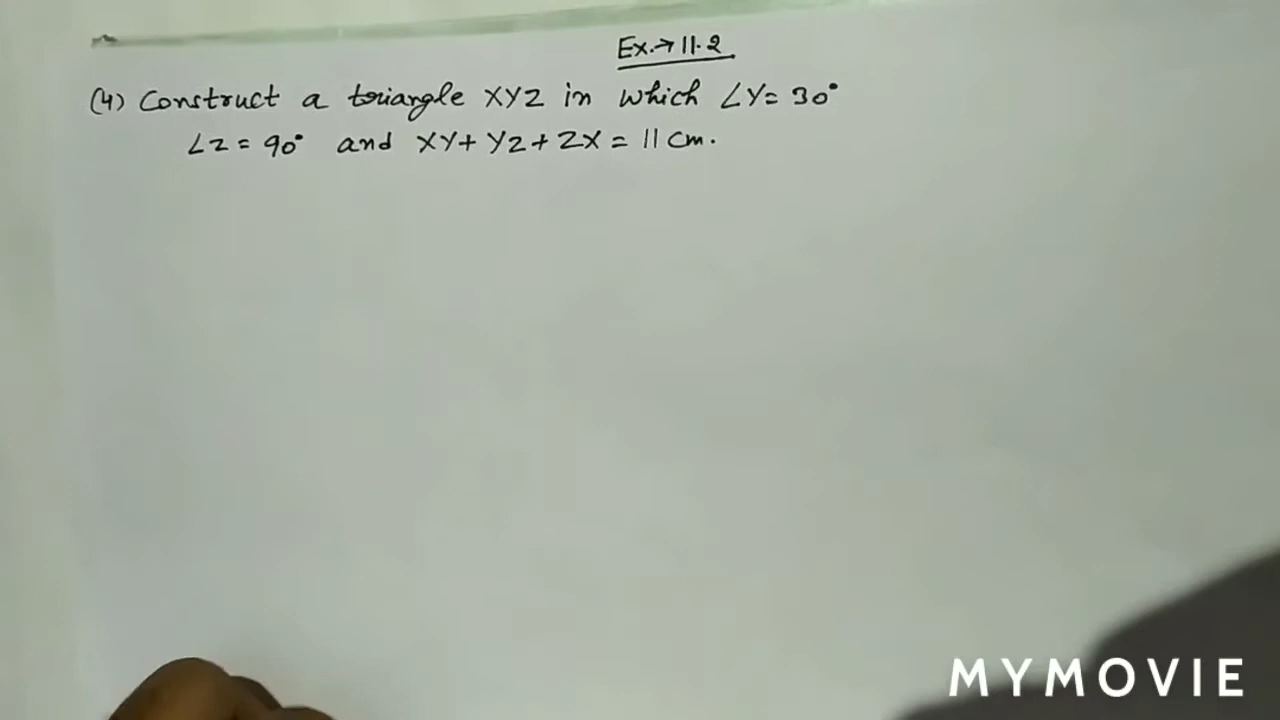 Ex.→ 11.2
(4) Construct a triangle XYZ in which ∠Y= 30°
∠Z = 90° and XY+ YZ+ ZX = 11 cm.
MYMOVIE